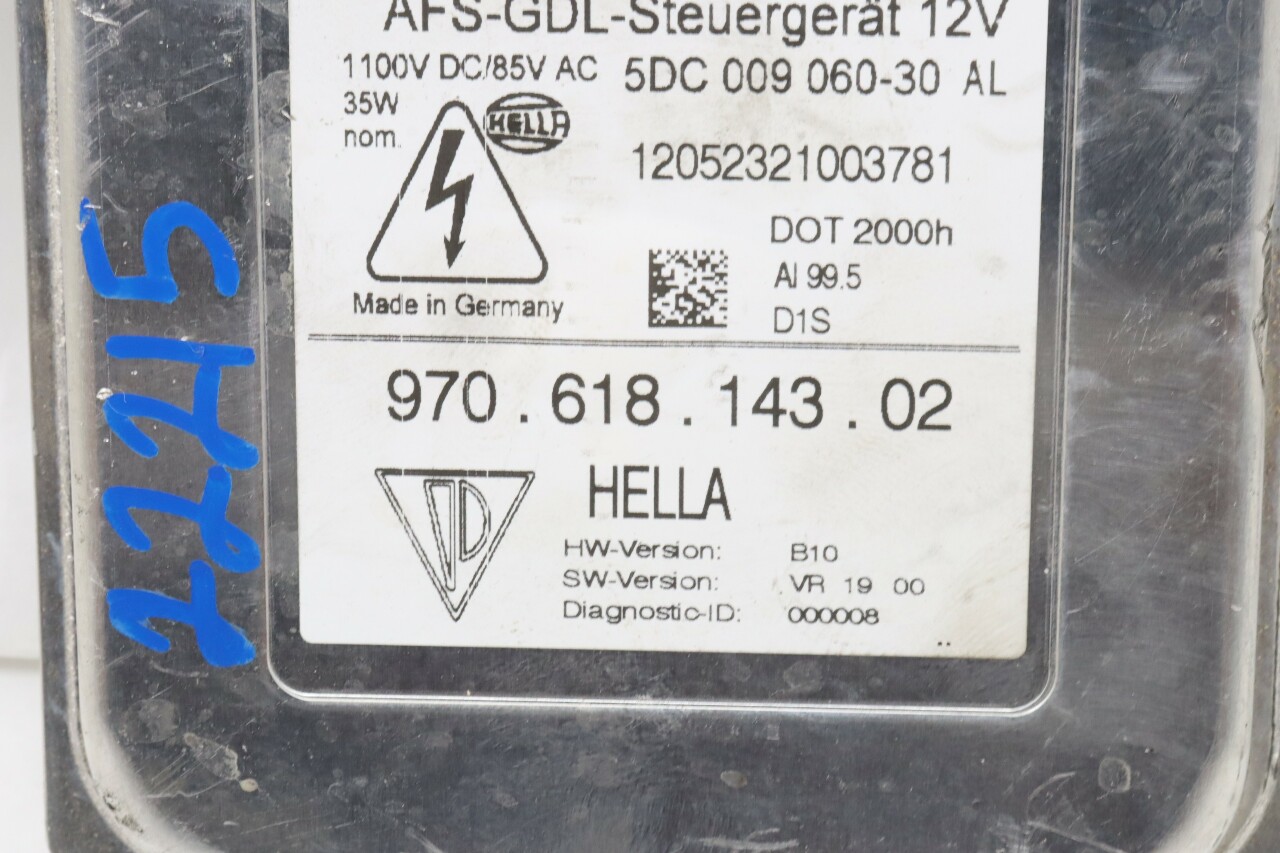 AFS-GDL-Steuergerät 12V
1100V DC/85V AC
5DC 009 060-30 AL
35W
nom.
HELLA
12052321003781
DOT 2000h
Al 99.5
D1S
Made in Germany
970 . 618 . 143 . 02
HELLA
HW-Version: B10
SW-Version: VR 19 00
Diagnostic-ID: 000008
2245